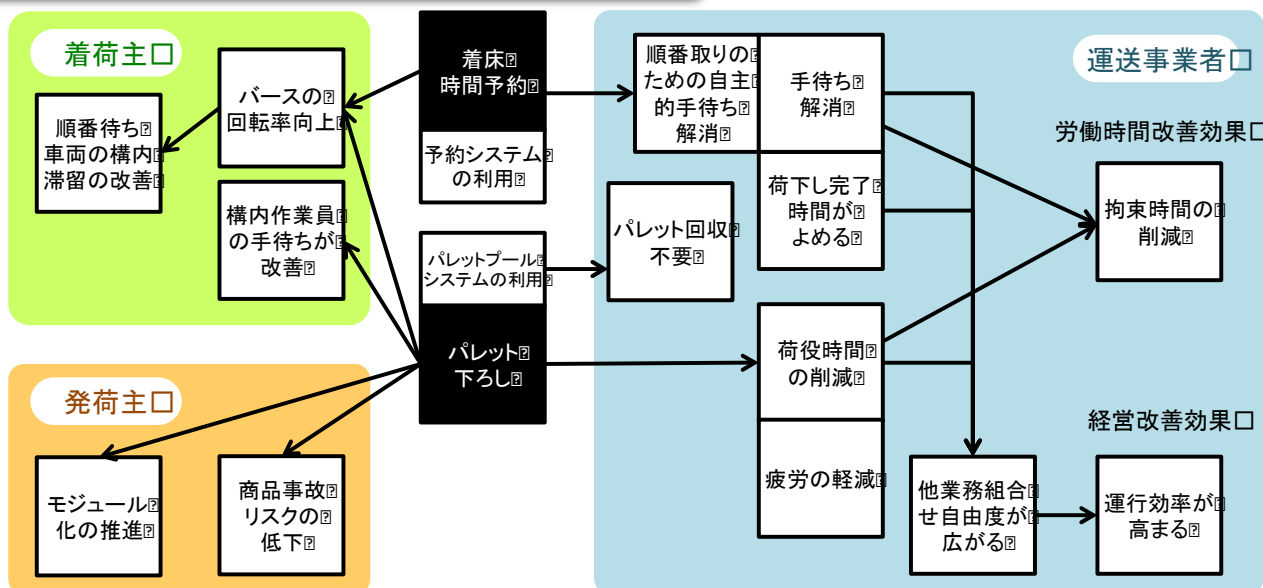 着荷主
バースの
回転率向上
順番待ち
車両の構内
滞留の改善
構内作業員
の手待ちが
改善
発荷主
モジュール
化の推進
商品事故
リスクの
低下
着床
時間予約
予約システム
の利用
パレットプール
システムの利用
パレット
下ろし
運送事業者
順番取りの
ための自主
的手待ち
解消
手待ち
解消
荷下し完了
時間が
よめる
パレット回収
不要
荷役時間
の削減
疲労の軽減
労働時間改善効果
拘束時間の
削減
経営改善効果
他業務組合
せ自由度が
広がる
運行効率が
高まる